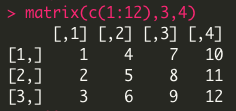 > matrix(c(1:12),3,4)
     [,1] [,2] [,3] [,4]
[1,]    1    4    7   10
[2,]    2    5    8   11
[3,]    3    6    9   12